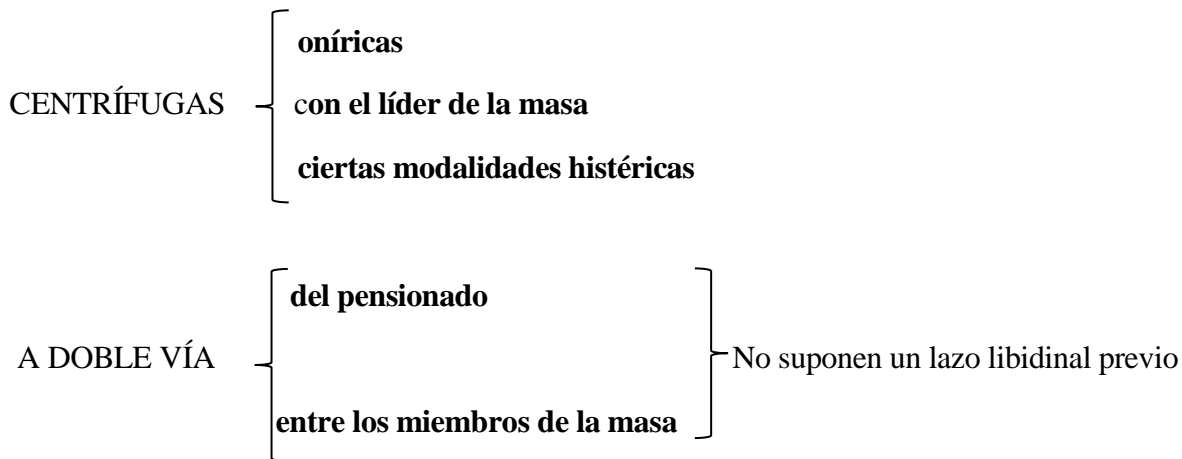 oníricas
CENTRÍFUGAS con el líder de la masa
ciertas modalidades histéricas
del pensionado
A DOBLE VÍA No suponen un lazo libidinal previo
entre los miembros de la masa